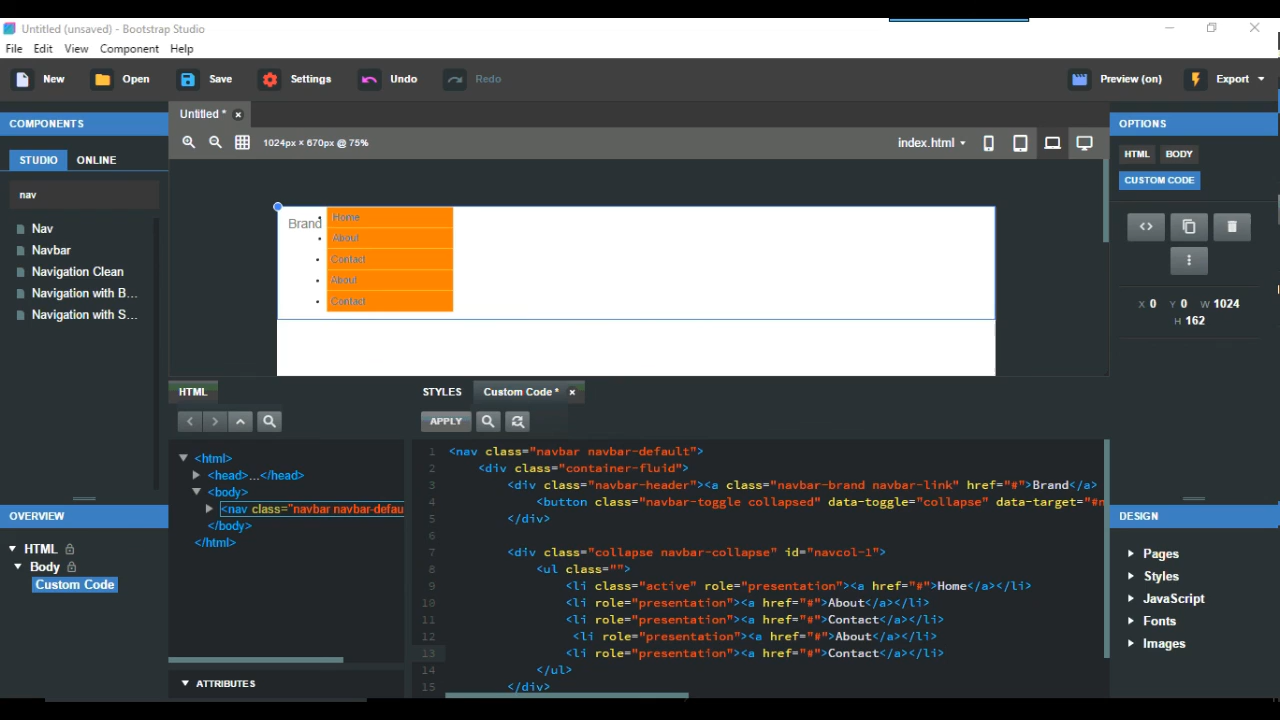 Untitled (unsaved) - Bootstrap Studio
File Edit View Component Help
New Open Save Settings Undo Redo Preview (on) Export
COMPONENTS
Untitled *
OPTIONS
STUDIO ONLINE
1024px × 670px @ 75%
index.html
HTML BODY
CUSTOM CODE
nav
Nav
Navbar
Navigation Clean
Navigation with B...
Navigation with S...
Brand
Home
About
Contact
About
Contact
X 0 Y 0 W 1024
H 162
HTML
STYLES Custom Code *
APPLY
<html>
<head>...</head>
<body>
<nav class="navbar navbar-defau
</body>
</html>
1 <nav class="navbar navbar-default">
2 <div class="container-fluid">
3 <div class="navbar-header"><a class="navbar-brand navbar-link" href="#">Brand</a>
4 <button class="navbar-toggle collapsed" data-toggle="collapse" data-target="#n
5 </div>
6
7 <div class="collapse navbar-collapse" id="navcol-1">
8 <ul class="">
9 <li class="active" role="presentation"><a href="#">Home</a></li>
10 <li role="presentation"><a href="#">About</a></li>
11 <li role="presentation"><a href="#">Contact</a></li>
12 <li role="presentation"><a href="#">About</a></li>
13 <li role="presentation"><a href="#">Contact</a></li>
14 </ul>
15 </div>
OVERVIEW
HTML
Body
Custom Code
ATTRIBUTES
DESIGN
Pages
Styles
JavaScript
Fonts
Images